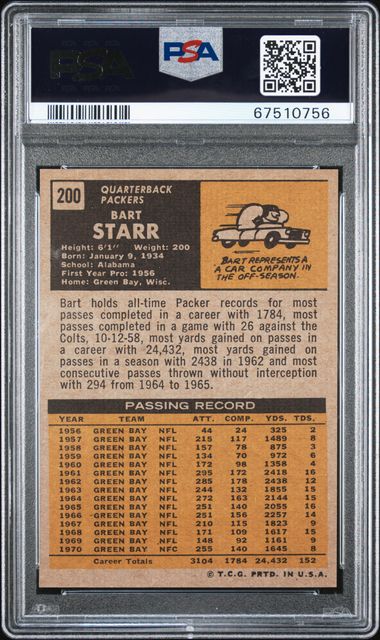 PSA
PSA
67510756
200
QUARTERBACK
PACKERS
BART
STARR
Height: 6'1" Weight: 200
Born: January 9, 1934
School: Alabama
First Year Pro: 1956
Home: Green Bay, Wisc.
BART REPRESENTS A
A CAR COMPANY IN
THE OFF-SEASON.
Bart holds all-time Packer records for most
passes completed in a career with 1784, most
passes completed in a game with 26 against the
Colts, 10-12-58, most yards gained on passes
in a career with 24,432, most yards gained on
passes in a season with 2438 in 1962 and most
consecutive passes thrown without interception
with 294 from 1964 to 1965.
PASSING RECORD
YEAR TEAM ATT. COMP. YDS. TDS.
1956 GREEN BAY NFL 44 24 325 2
1957 GREEN BAY NFL 215 117 1489 8
1958 GREEN BAY NFL 157 78 875 3
1959 GREEN BAY NFL 134 70 972 6
1960 GREEN BAY NFL 172 98 1358 4
1961 GREEN BAY NFL 295 172 2418 16
1962 GREEN BAY NFL 285 178 2438 12
1963 GREEN BAY NFL 244 132 1855 15
1964 GREEN BAY NFL 272 163 2144 15
1965 GREEN BAY NFL 251 140 2055 16
1966 GREEN BAY NFL 251 156 2257 14
1967 GREEN BAY NFL 210 115 1823 9
1968 GREEN BAY NFL 171 109 1617 15
1969 GREEN BAY NFL 148 92 1161 9
1970 GREEN BAY NFC 255 140 1645 8
Career Totals 3104 1784 24,432 152
© T.C.G. PRTD. IN U.S.A.